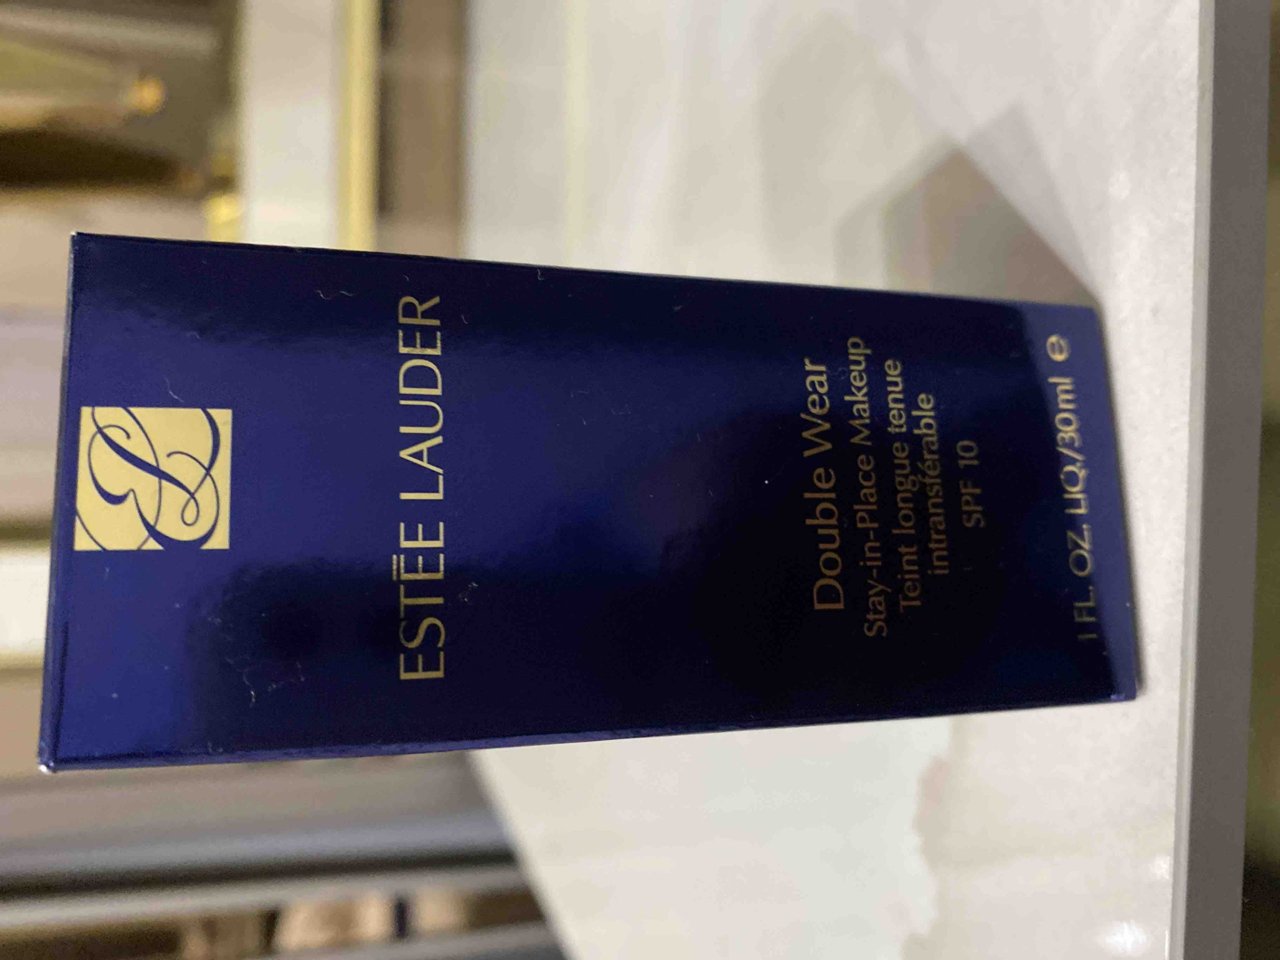 ESTĒE LAUDER
Double Wear
Stay-in-Place Makeup
Teint longue tenue
intransférable
SPF 10
1 FL. OZ. LIQ./30ml e